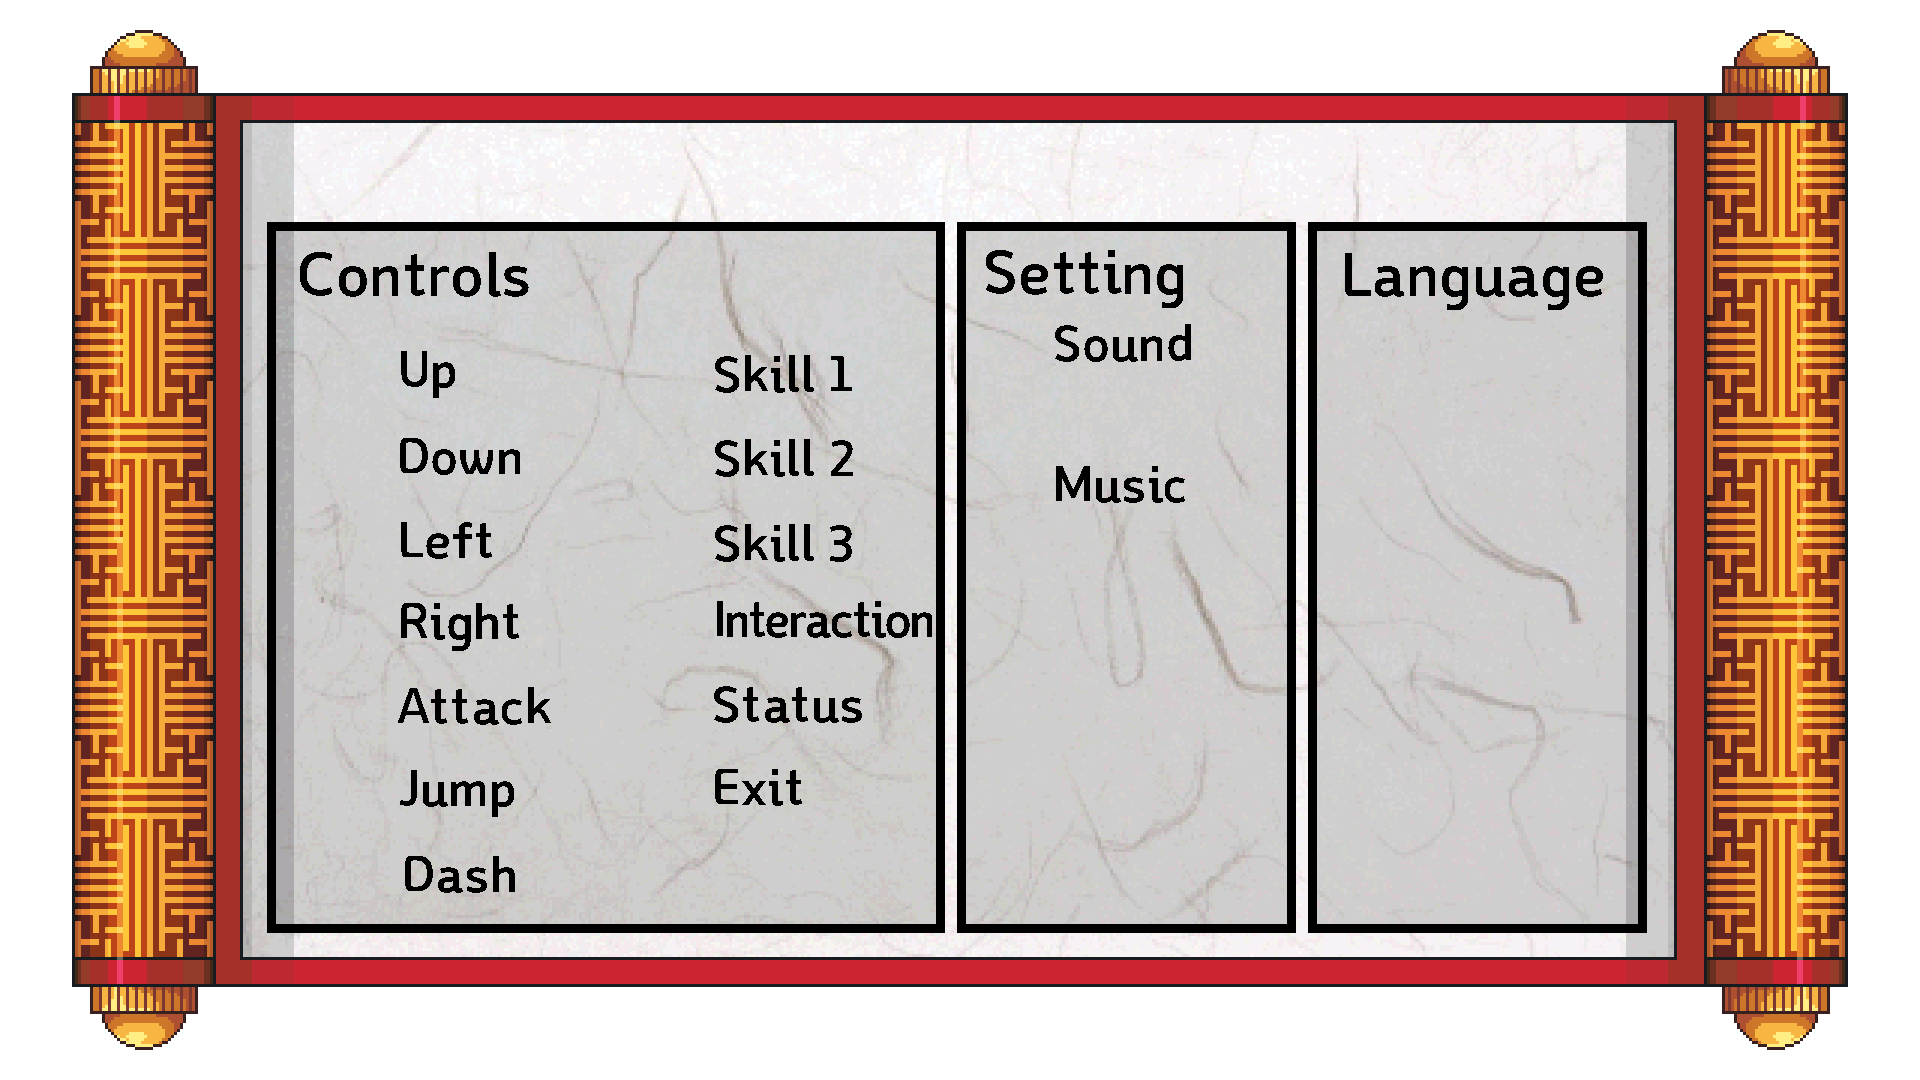 Controls
Up
Down
Left
Right
Attack
Jump
Dash
Skill 1
Skill 2
Skill 3
Interaction
Status
Exit
Setting
Sound
Music
Language